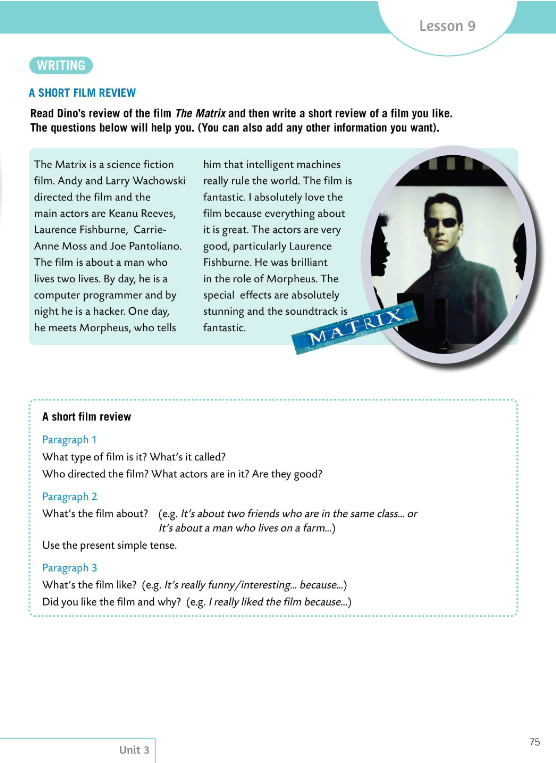 Lesson 9
WRITING
A SHORT FILM REVIEW
Read Dino's review of the film The Matrix and then write a short review of a film you like.
The questions below will help you. (You can also add any other information you want).
The Matrix is a science fiction
film. Andy and Larry Wachowski
directed the film and the
main actors are Keanu Reeves,
Laurence Fishburne, Carrie-
Anne Moss and Joe Pantoliano.
The film is about a man who
lives two lives. By day, he is a
computer programmer and by
night he is a hacker. One day,
he meets Morpheus, who tells
him that intelligent machines
really rule the world. The film is
fantastic. I absolutely love the
film because everything about
it is great. The actors are very
good, particularly Laurence
Fishburne. He was brilliant
in the role of Morpheus. The
special effects are absolutely
stunning and the soundtrack is
fantastic.
MATRIX
A short film review
Paragraph 1
What type of film is it? What's it called?
Who directed the film? What actors are in it? Are they good?
Paragraph 2
What's the film about? (e.g. It's about two friends who are in the same class... or
It's about a man who lives on a farm...)
Use the present simple tense.
Paragraph 3
What's the film like? (e.g. It's really funny/interesting... because...)
Did you like the film and why? (e.g. I really liked the film because...)
Unit 3
75